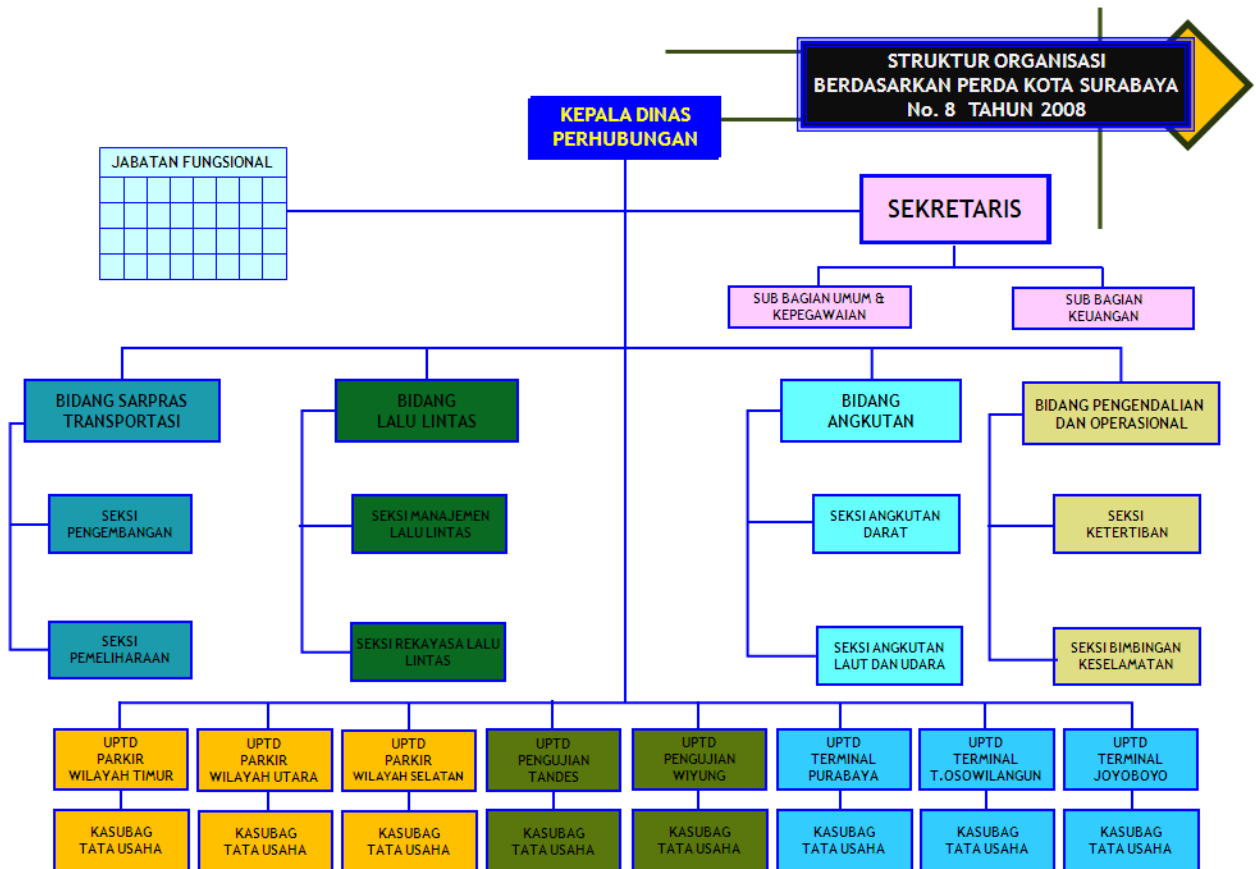 STRUKTUR ORGANISASI
BERDASARKAN PERDA KOTA SURABAYA
No. 8 TAHUN 2008
KEPALA DINAS
PERHUBUNGAN
JABATAN FUNGSIONAL
SEKRETARIS
SUB BAGIAN UMUM &
KEPEGAWAIAN
SUB BAGIAN
KEUANGAN
BIDANG SARPRAS
TRANSPORTASI
BIDANG
LALU LINTAS
BIDANG
ANGKUTAN
BIDANG PENGENDALIAN
DAN OPERASIONAL
SEKSI
PENGEMBANGAN
SEKSI MANAJEMEN
LALU LINTAS
SEKSI ANGKUTAN
DARAT
SEKSI
KETERTIBAN
SEKSI
PEMELIHARAAN
SEKSI REKAYASA LALU
LINTAS
SEKSI ANGKUTAN
LAUT DAN UDARA
SEKSI BIMBINGAN
KESELAMATAN
UPTD
PARKIR
WILAYAH TIMUR
UPTD
PARKIR
WILAYAH UTARA
UPTD
PARKIR
WILAYAH SELATAN
UPTD
PENGUJIAN
TANDES
UPTD
PENGUJIAN
WIYUNG
UPTD
TERMINAL
PURABAYA
UPTD
TERMINAL
T.OSOWILANGUN
UPTD
TERMINAL
JOYOBOYO
KASUBAG
TATA USAHA
KASUBAG
TATA USAHA
KASUBAG
TATA USAHA
KASUBAG
TATA USAHA
KASUBAG
TATA USAHA
KASUBAG
TATA USAHA
KASUBAG
TATA USAHA
KASUBAG
TATA USAHA